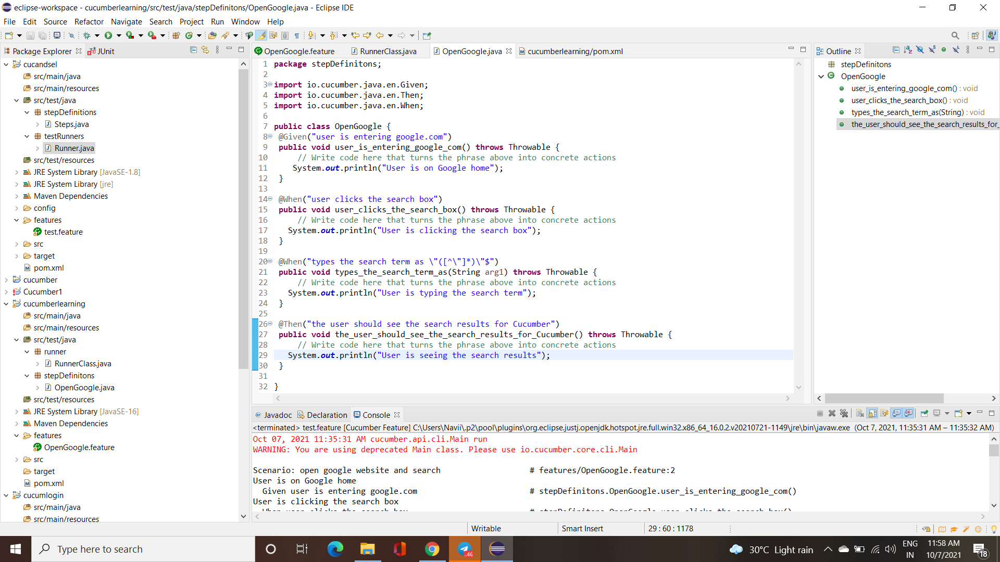 eclipse-workspace - cucumberlearning/src/test/java/stepDefinitons/OpenGoogle.java - Eclipse IDE
File Edit Source Refactor Navigate Search Project Run Window Help
Package Explorer JUnit
cucandsel
src/main/java
src/main/resources
src/test/java
stepDefinitions
Steps.java
testRunners
Runner.java
src/test/resources
JRE System Library [JavaSE-1.8]
JRE System Library [jre]
Maven Dependencies
config
features
test.feature
src
target
pom.xml
cucumber
Cucumber1
cucumberlearning
src/main/java
src/main/resources
src/test/java
runner
RunnerClass.java
stepDefinitons
OpenGoogle.java
src/test/resources
JRE System Library [JavaSE-16]
Maven Dependencies
features
OpenGoogle.feature
src
target
pom.xml
cucumlogin
src/main/java
src/main/resources
OpenGoogle.feature RunnerClass.java OpenGoogle.java cucumberlearning/pom.xml
1 package stepDefinitons;
2
3 import io.cucumber.java.en.Given;
4 import io.cucumber.java.en.Then;
5 import io.cucumber.java.en.When;
6
7 public class OpenGoogle {
8 @Given("user is entering google.com")
9 public void user_is_entering_google_com() throws Throwable {
10 // Write code here that turns the phrase above into concrete actions
11 System.out.println("User is on Google home");
12 }
13
14 @When("user clicks the search box")
15 public void user_clicks_the_search_box() throws Throwable {
16 // Write code here that turns the phrase above into concrete actions
17 System.out.println("User is clicking the search box");
18 }
19
20 @When("types the search term as \"([^\"]*)\"$")
21 public void types_the_search_term_as(String arg1) throws Throwable {
22 // Write code here that turns the phrase above into concrete actions
23 System.out.println("User is typing the search term");
24 }
25
26 @Then("the user should see the search results for Cucumber")
27 public void the_user_should_see_the_search_results_for_Cucumber() throws Throwable {
28 // Write code here that turns the phrase above into concrete actions
29 System.out.println("User is seeing the search results");
30 }
31
32 }
Outline
stepDefinitons
OpenGoogle
user_is_entering_google_com() : void
user_clicks_the_search_box() : void
types_the_search_term_as(String) : void
the_user_should_see_the_search_results_for_
@ Javadoc Declaration Console
<terminated> test.feature [Cucumber Feature] C:\Users\Navii\.p2\pool\plugins\org.eclipse.justj.openjdk.hotspot.jre.full.win32.x86_64_16.0.2.v20210721-1149\jre\bin\javaw.exe (Oct 7, 2021, 11:35:31 AM – 11:35:32 AM)
Oct 07, 2021 11:35:31 AM cucumber.api.cli.Main run
WARNING: You are using deprecated Main class. Please use io.cucumber.core.cli.Main
Scenario: open google website and search # features/OpenGoogle.feature:2
User is on Google home
Given user is entering google.com # stepDefinitons.OpenGoogle.user_is_entering_google_com()
User is clicking the search box
When user clicks the search box # stepDefinitons.OpenGoogle.user_clicks_the_search_box()
Writable Smart Insert 29 : 60 : 1178
Type here to search
..46
30°C Light rain
ENG
IN
11:58 AM
10/7/2021
18